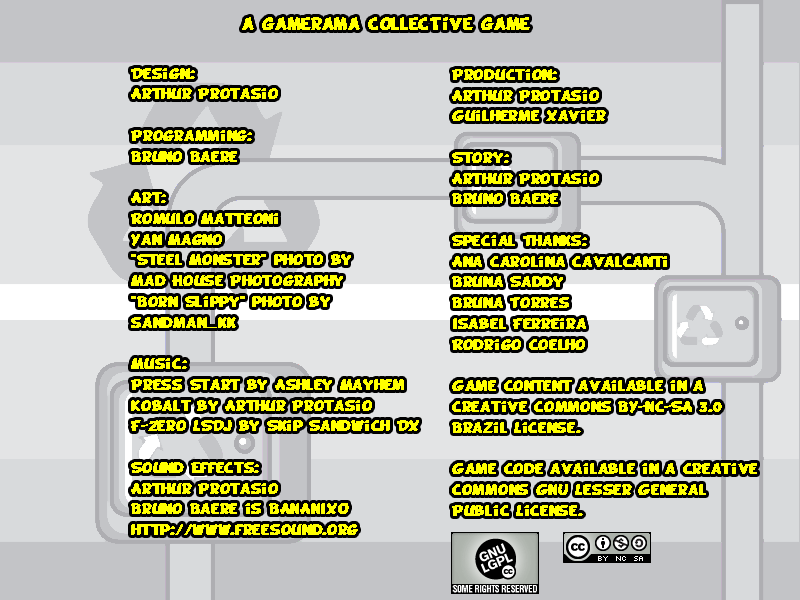 A GAMERAMA COLLECTIVE GAME
DESIGN:
ARTHUR PROTASIO
PROGRAMMING:
BRUNO BAERE
ART:
ROMULO MATTEONI
YAN MAGNO
"STEEL MONSTER" PHOTO BY
MAD HOUSE PHOTOGRAPHY
"BORN SLIPPY" PHOTO BY
SANDMAN_KK
MUSIC:
PRESS START BY ASHLEY MAYHEM
KOBALT BY ARTHUR PROTASIO
F-ZERO LSDJ BY SKIP SANDWICH DX
SOUND EFFECTS:
ARTHUR PROTASIO
BRUNO BAERE IS BANANIXO
HTTP://WWW.FREESOUND.ORG
PRODUCTION:
ARTHUR PROTASIO
GUILHERME XAVIER
STORY:
ARTHUR PROTASIO
BRUNO BAERE
SPECIAL THANKS:
ANA CAROLINA CAVALCANTI
BRUNA SADDY
BRUNA TORRES
ISABEL FERREIRA
RODRIGO COELHO
GAME CONTENT AVAILABLE IN A
CREATIVE COMMONS BY-NC-SA 3.0
BRAZIL LICENSE.
GAME CODE AVAILABLE IN A CREATIVE
COMMONS GNU LESSER GENERAL
PUBLIC LICENSE.
GNU
LGPL
CC
SOME RIGHTS RESERVED
CC
BY NC SA